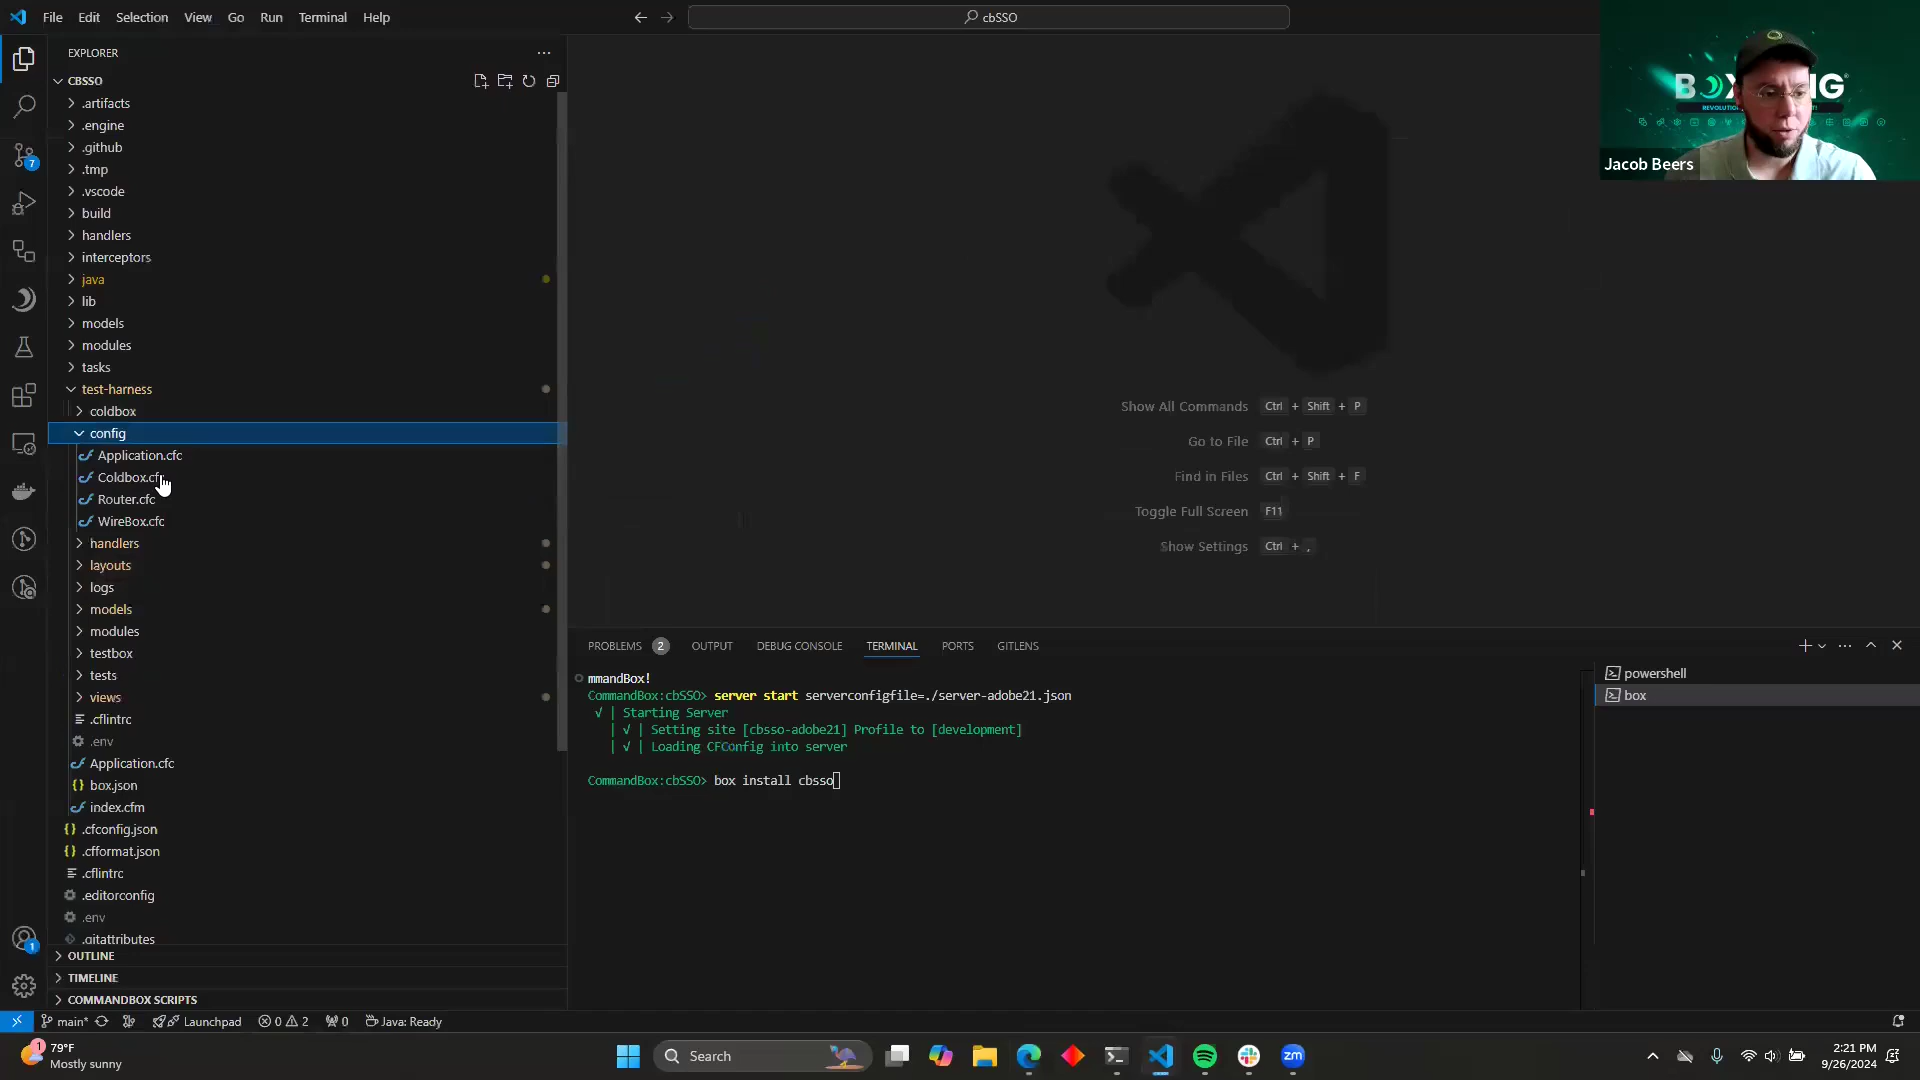 File Edit Selection View Go Run Terminal Help
cbSSO
EXPLORER
CBSSO
.artifacts
.engine
.github
.tmp
.vscode
build
handlers
interceptors
java
lib
models
modules
tasks
test-harness
coldbox
config
Application.cfc
Coldbox.cfc
Router.cfc
WireBox.cfc
handlers
layouts
logs
models
modules
testbox
tests
views
.cflintrc
.env
Application.cfc
box.json
index.cfm
.cfconfig.json
.cfformat.json
.cflintrc
.editorconfig
.env
.gitattributes
OUTLINE
TIMELINE
COMMANDBOX SCRIPTS
7
1
Show All Commands Ctrl + Shift + P
Go to File Ctrl + P
Find in Files Ctrl + Shift + F
Toggle Full Screen F11
Show Settings Ctrl + ,
Jacob Beers
PROBLEMS 2 OUTPUT DEBUG CONSOLE TERMINAL PORTS GITLENS
mmandBox!
CommandBox:cbSSO> server start serverconfigfile=./server-adobe21.json
√ | Starting Server
| √ | Setting site [cbsso-adobe21] Profile to [development]
| √ | Loading CFConfig into server
CommandBox:cbSSO> box install cbsso
powershell
box
main* Launchpad 0 2 0 Java: Ready
1
79°F
Mostly sunny
Search
zm
2:21 PM
9/26/2024